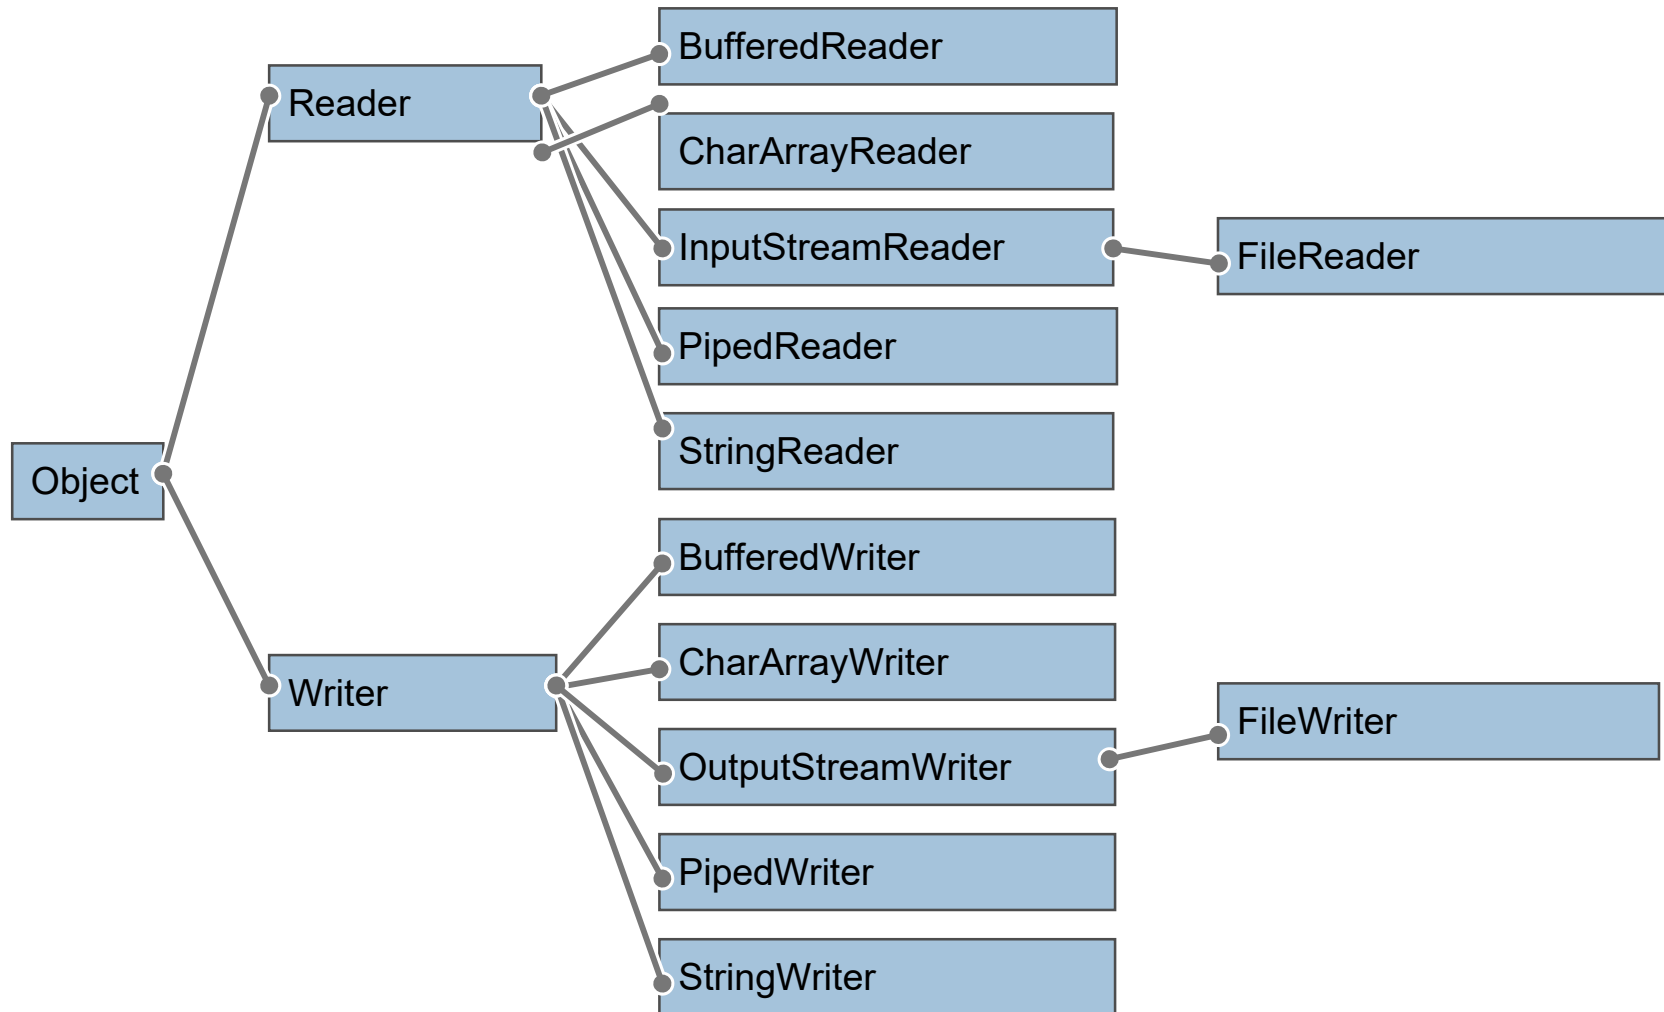 Object
Reader
BufferedReader
CharArrayReader
InputStreamReader
FileReader
PipedReader
StringReader
Writer
BufferedWriter
CharArrayWriter
OutputStreamWriter
FileWriter
PipedWriter
StringWriter